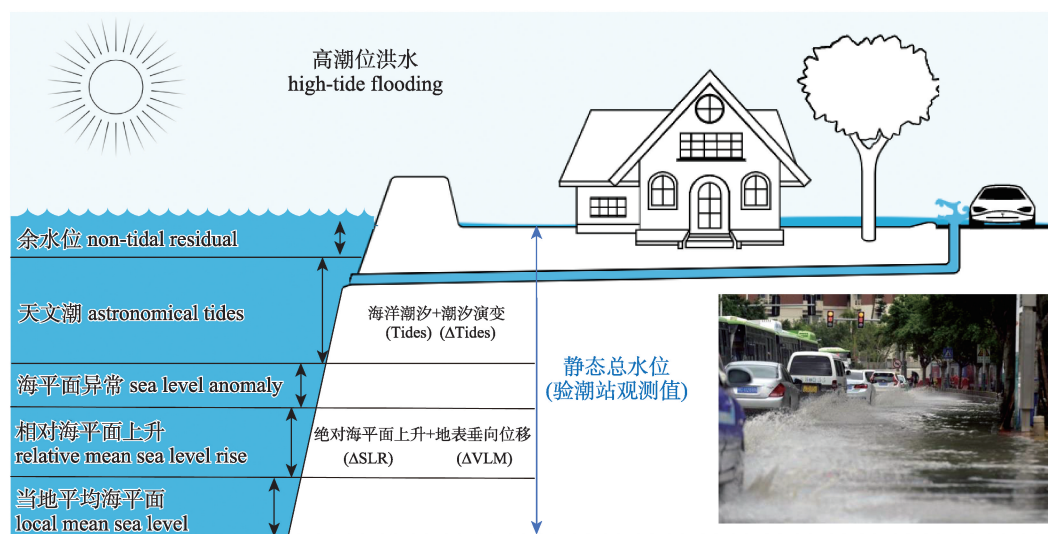 高潮位洪水
high-tide flooding
余水位 non-tidal residual
天文潮 astronomical tides
海洋潮汐+潮汐演变
(Tides) (ΔTides)
海平面异常 sea level anomaly
静态总水位
(验潮站观测值)
相对海平面上升
relative mean sea level rise
绝对海平面上升+地表垂向位移
(ΔSLR) (ΔVLM)
当地平均海平面
local mean sea level